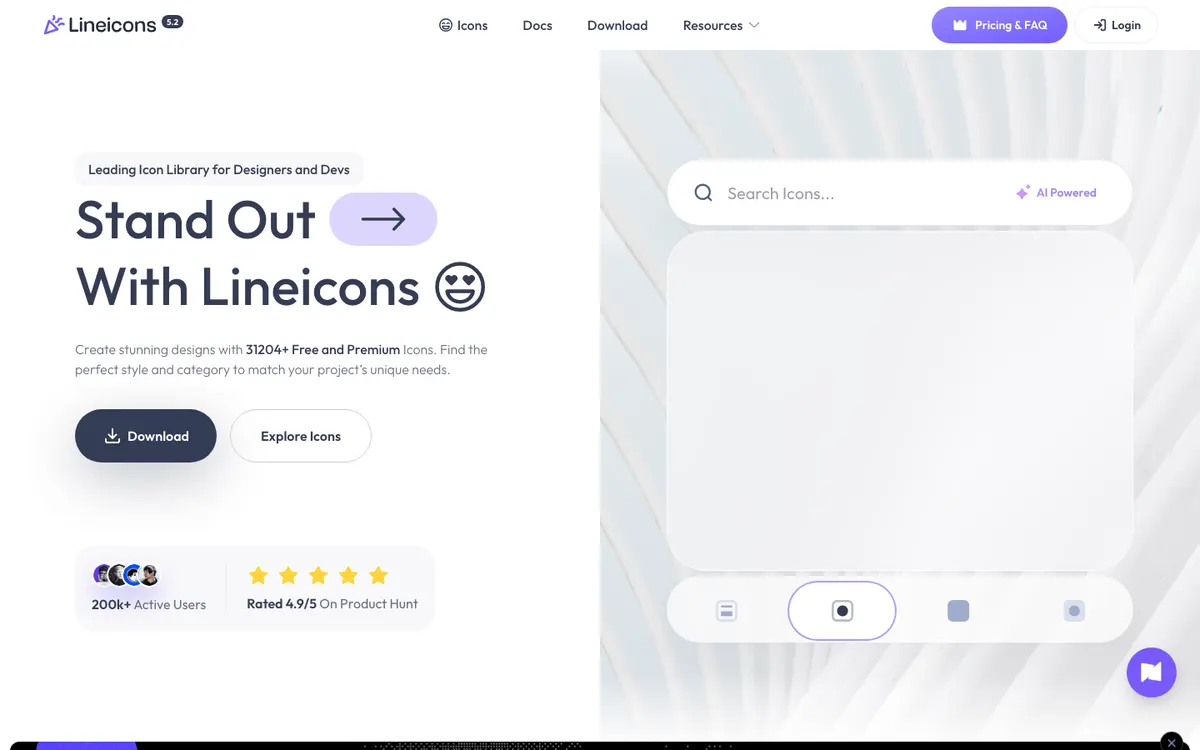 Lineicons 5.2
Icons
Docs
Download
Resources
Pricing & FAQ
Login
Leading Icon Library for Designers and Devs
Stand Out
With Lineicons
Create stunning designs with 31204+ Free and Premium Icons. Find the
perfect style and category to match your project's unique needs.
Download
Explore Icons
200k+ Active Users
Rated 4.9/5 On Product Hunt
Search Icons...
AI Powered